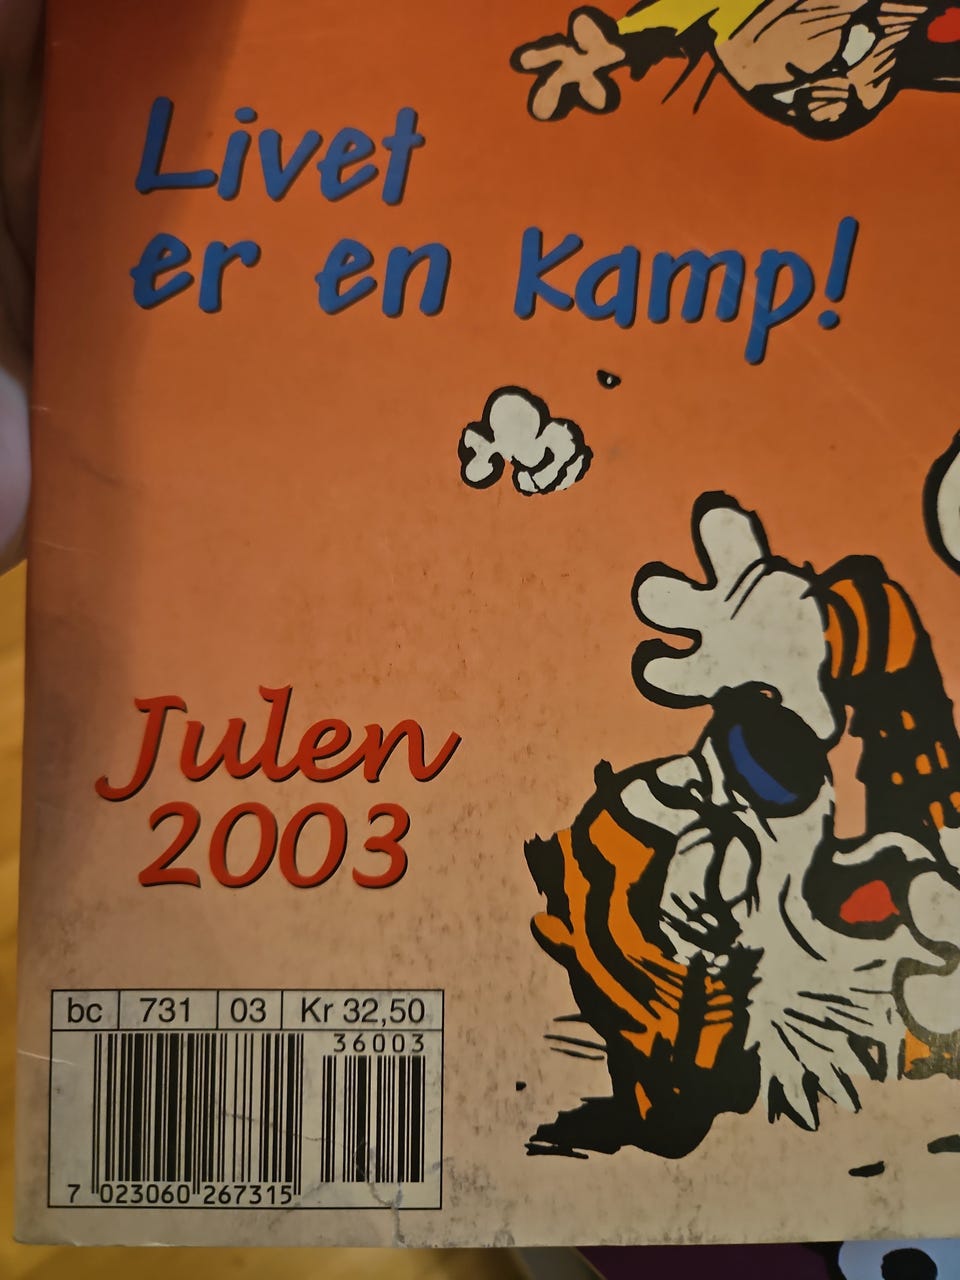 Livet
er en kamp!
Julen
2003
bc 731 03 Kr 32,50
36003
7 023060 267315